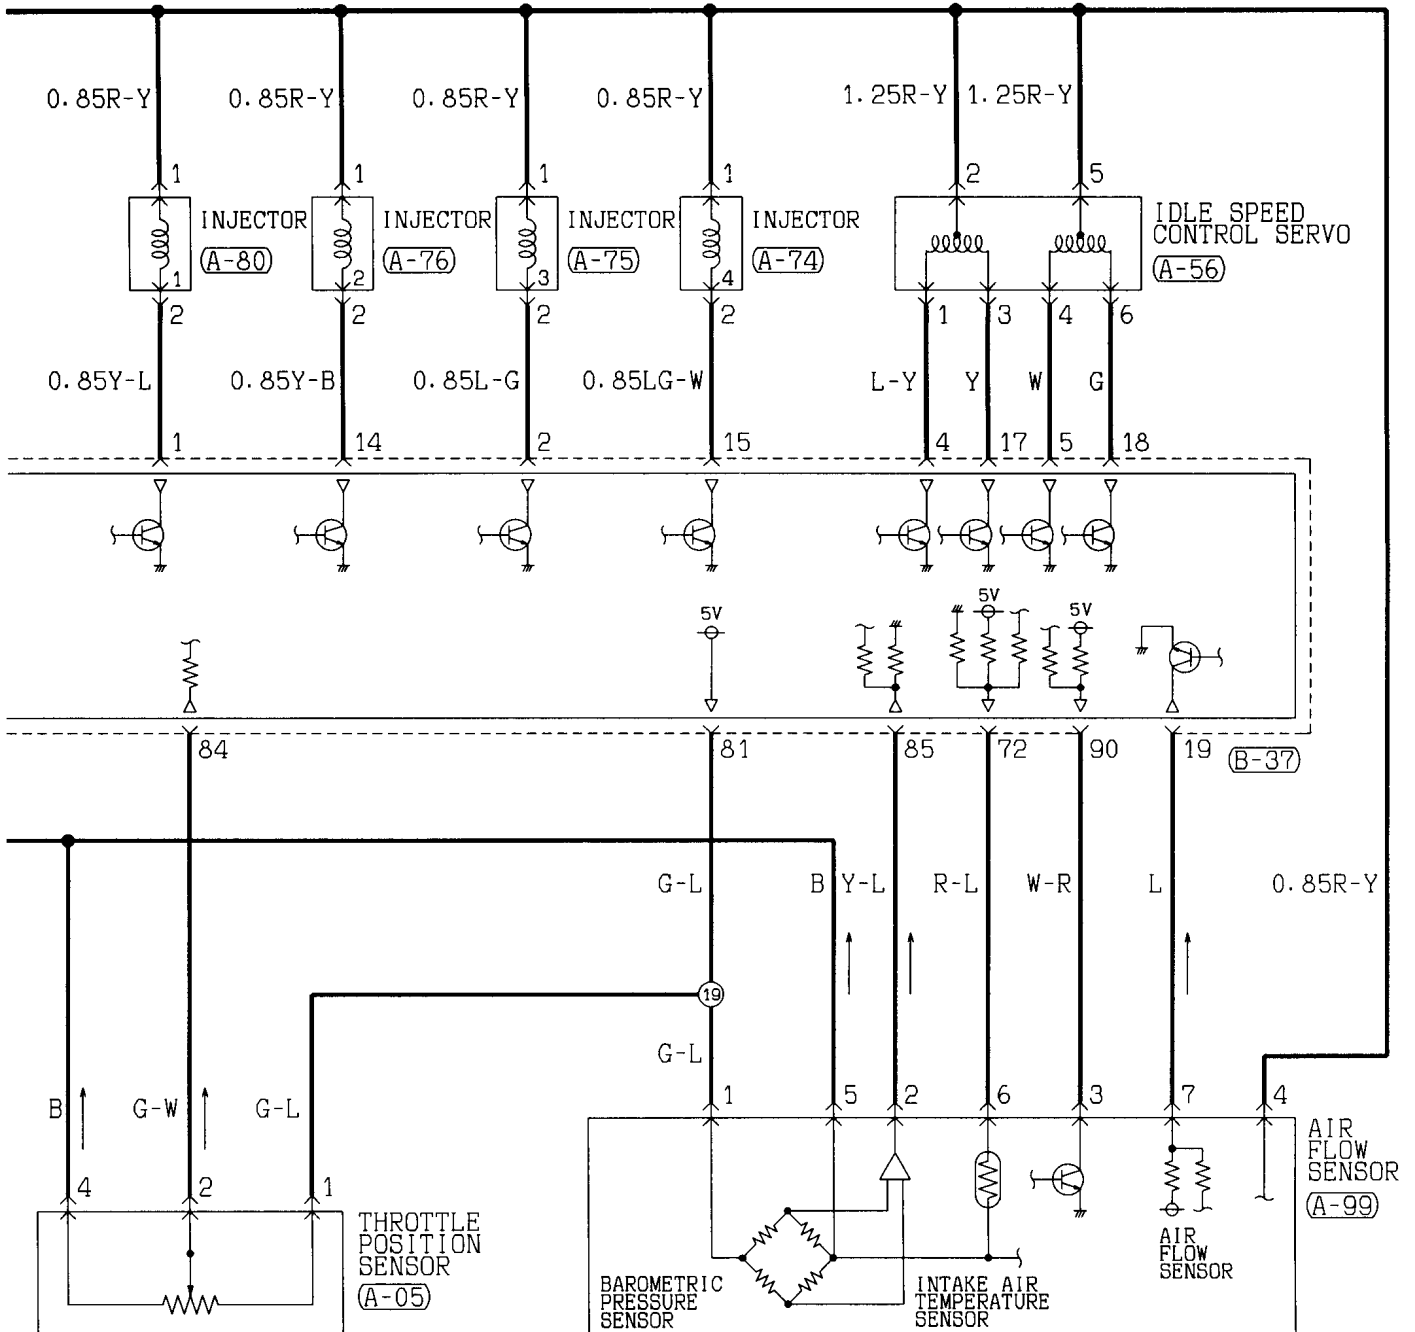 0.85R-Y 0.85R-Y 0.85R-Y 0.85R-Y 1.25R-Y 1.25R-Y
1 1 1 1 2 5
INJECTOR
A-80
INJECTOR
A-76
INJECTOR
A-75
INJECTOR
A-74
IDLE SPEED
CONTROL SERVO
A-56
1 2 3 4
2 2 2 2 1 3 4 6
0.85Y-L 0.85Y-B 0.85L-G 0.85LG-W L-Y Y W G
1 14 2 15 4 17 5 18
5V 5V 5V
84 81 85 72 90 19
B-37
G-L B Y-L R-L W-R L 0.85R-Y
19
G-L
B G-W G-L
1 5 2 6 3 7 4
4 2 1
THROTTLE
POSITION
SENSOR
A-05
AIR
FLOW
SENSOR
A-99
AIR
FLOW
SENSOR
BAROMETRIC
PRESSURE
SENSOR
INTAKE AIR
TEMPERATURE
SENSOR